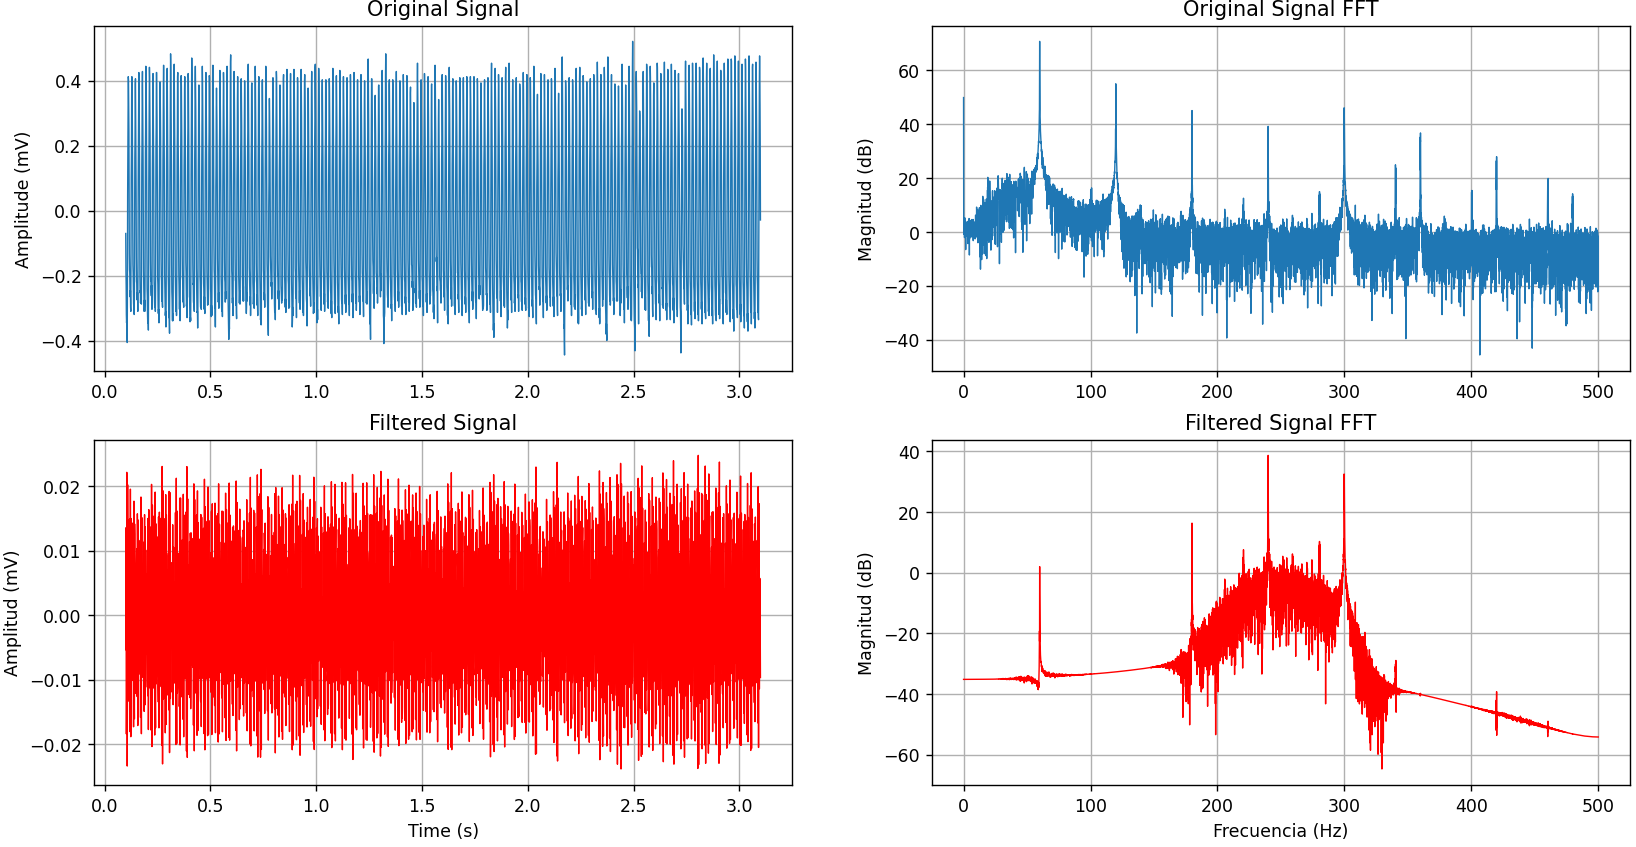 Original Signal
Amplitude (mV)
0.4
0.2
0.0
−0.2
−0.4
0.0 0.5 1.0 1.5 2.0 2.5 3.0
Original Signal FFT
Magnitud (dB)
60
40
20
0
−20
−40
0 100 200 300 400 500
Filtered Signal
Amplitud (mV)
0.02
0.01
0.00
−0.01
−0.02
0.0 0.5 1.0 1.5 2.0 2.5 3.0
Time (s)
Filtered Signal FFT
Magnitud (dB)
40
20
0
−20
−40
−60
0 100 200 300 400 500
Frecuencia (Hz)